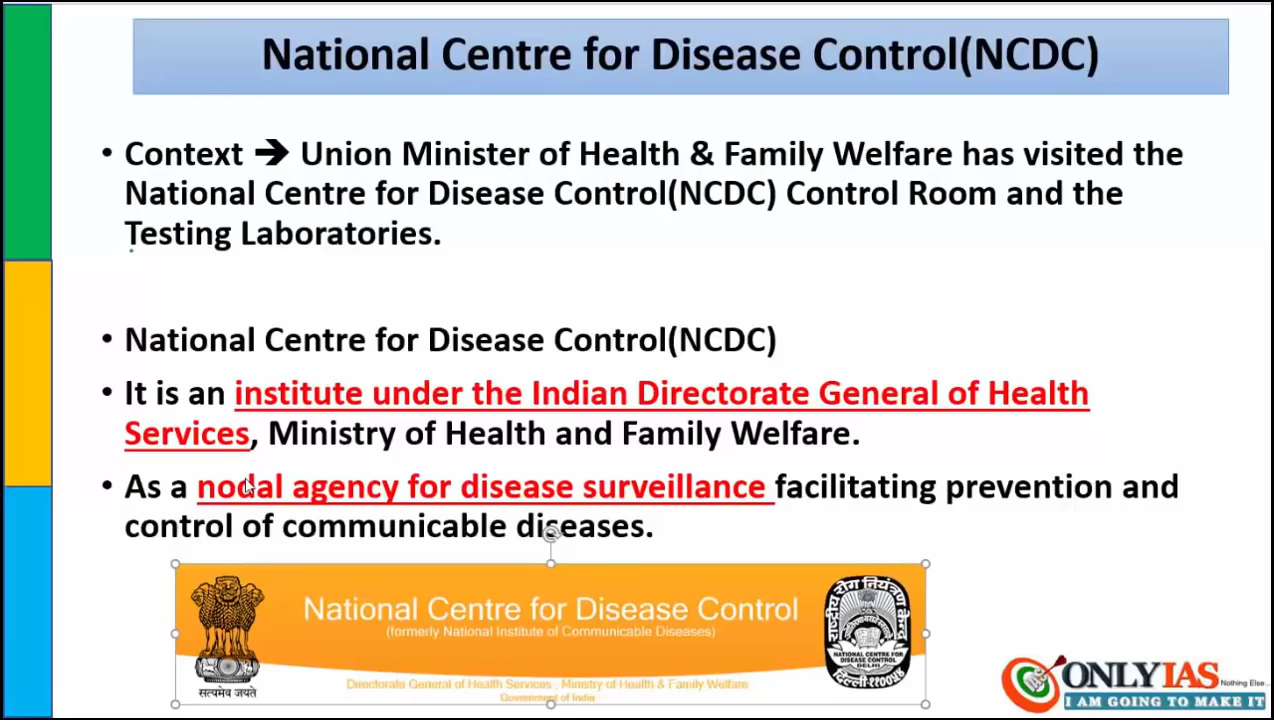 National Centre for Disease Control(NCDC)
• Context ➔ Union Minister of Health & Family Welfare has visited the
National Centre for Disease Control(NCDC) Control Room and the
Testing Laboratories.
• National Centre for Disease Control(NCDC)
• It is an institute under the Indian Directorate General of Health
Services, Ministry of Health and Family Welfare.
• As a nodal agency for disease surveillance facilitating prevention and
control of communicable diseases.
National Centre for Disease Control
(formerly National Institute of Communicable Diseases)
Directorate General of Health Services , Ministry of Health & Family Welfare
Government of India
सत्यमेव जयते
राष्ट्रीय रोग नियंत्रण केन्द्र
NATIONAL CENTRE FOR
DISEASE CONTROL
DELHI
दिल्ली ११००५४
ONLYIAS
Nothing Else..
I AM GOING TO MAKE IT